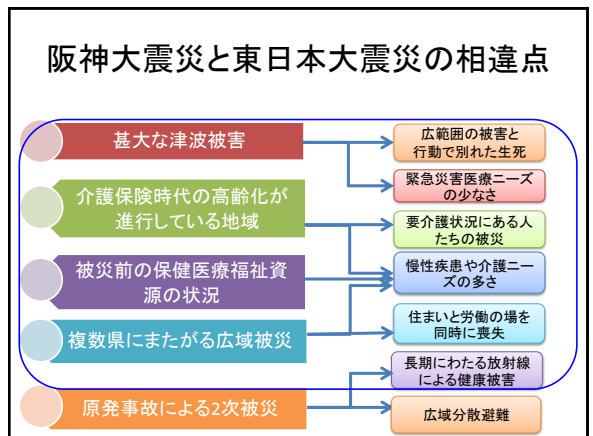 阪神大震災と東日本大震災の相違点
甚大な津波被害
介護保険時代の高齢化が
進行している地域
被災前の保健医療福祉資
源の状況
複数県にまたがる広域被災
原発事故による2次被災
広範囲の被害と
行動で別れた生死
緊急災害医療ニーズ
の少なさ
要介護状況にある人
たちの被災
慢性疾患や介護ニー
ズの多さ
住まいと労働の場を
同時に喪失
長期にわたる放射線
による健康被害
広域分散避難